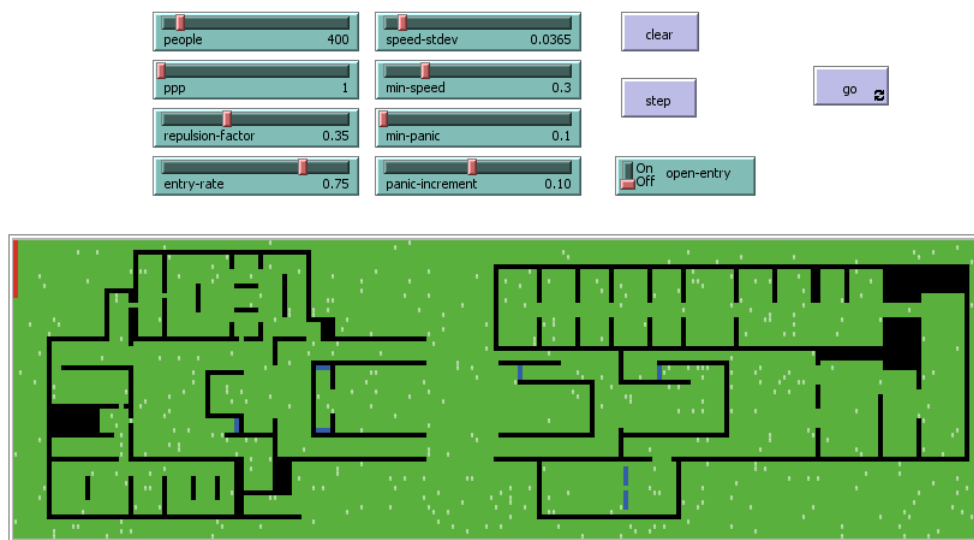 people 400
speed-stdev 0.0365
clear
ppp 1
min-speed 0.3
step
go
repulsion-factor 0.35
min-panic 0.1
entry-rate 0.75
panic-increment 0.10
On
Off
open-entry